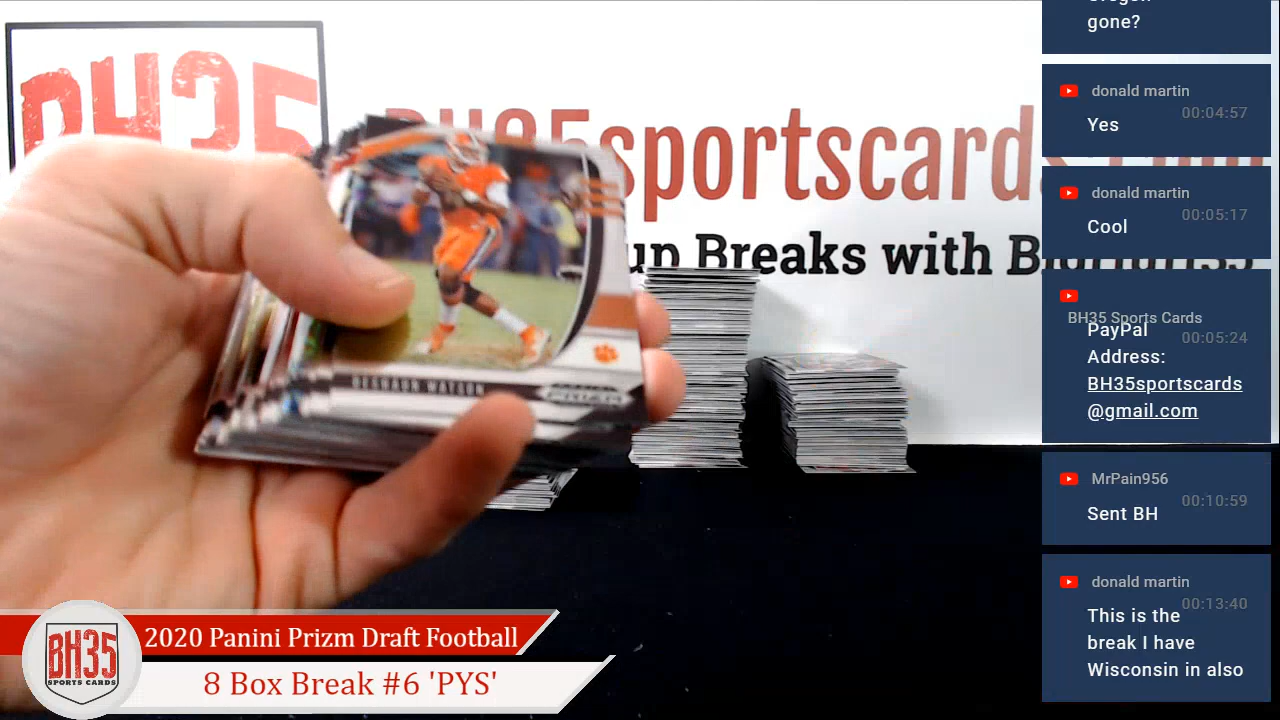 BH35
BH35sportscards
up Breaks with
DESHAUN WATSON
PRIZM
gone?
donald martin
00:04:57
Yes
donald martin
00:05:17
Cool
BH35 Sports Cards
00:05:24
PayPal
Address:
BH35sportscards
@gmail.com
MrPain956
00:10:59
Sent BH
donald martin
00:13:40
This is the
break I have
Wisconsin in also
BH35
SPORTS CARDS
2020 Panini Prizm Draft Football
8 Box Break #6 'PYS'